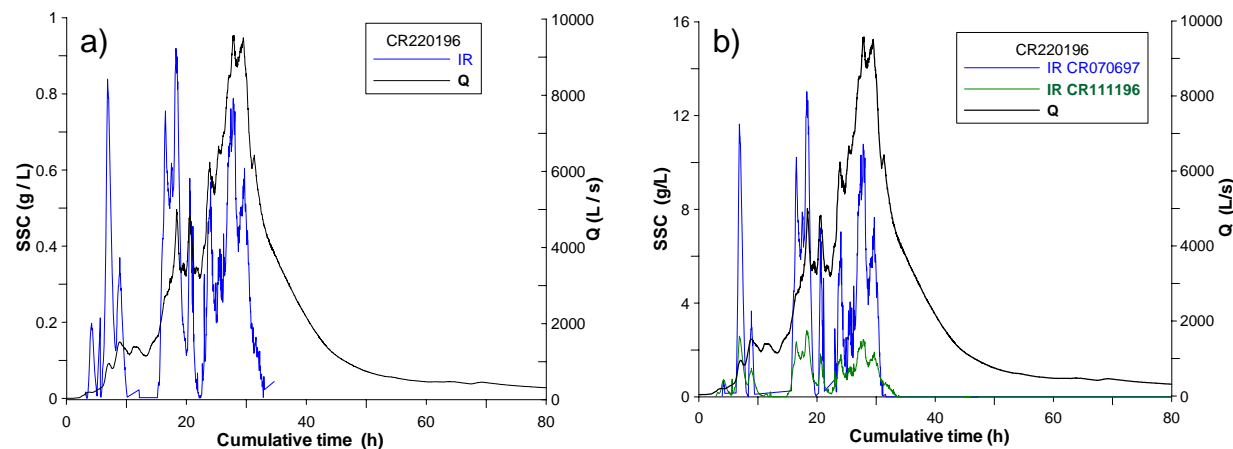 a)
CR220196
IR
Q
SSC (g / L)
1
0.8
0.6
0.4
0.2
0
Q (L / s)
10000
8000
6000
4000
2000
0
0 20 40 60 80
Cumulative time (h)
b)
CR220196
IR CR070697
IR CR111196
Q
SSC (g/L)
16
12
8
4
0
Q (L/s)
10000
8000
6000
4000
2000
0
0 20 40 60 80
Cumulative time (h)